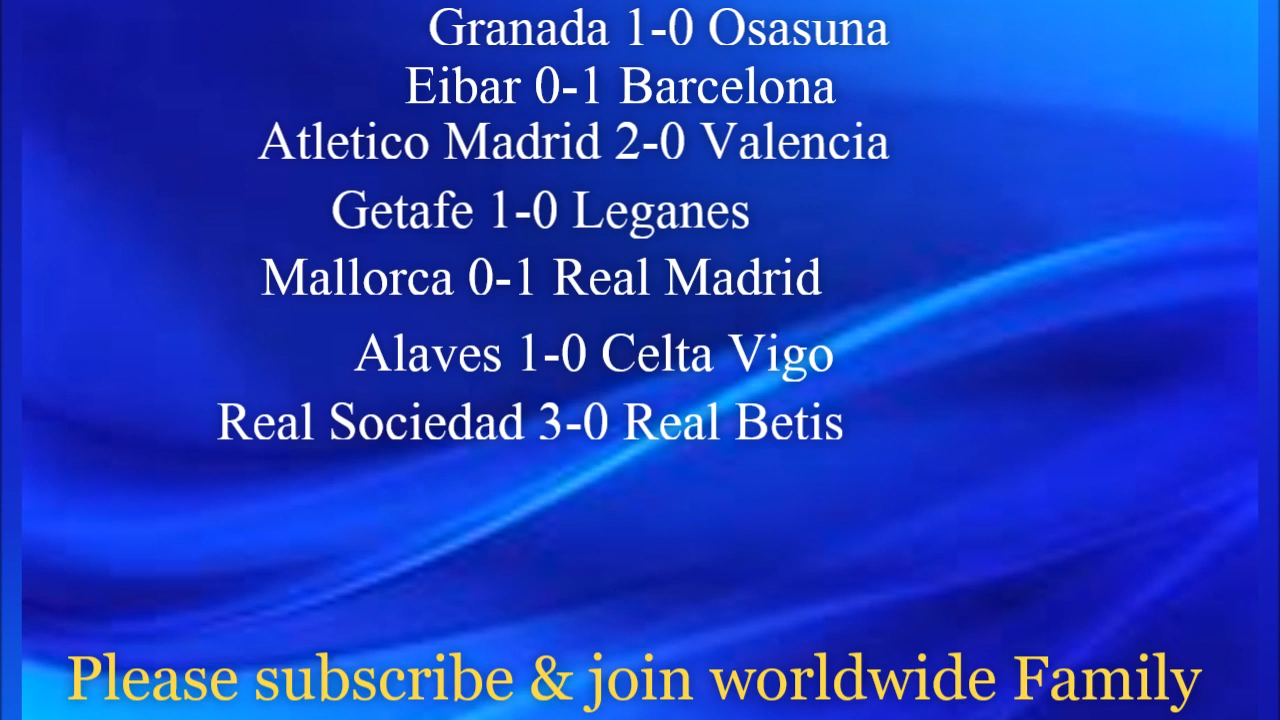 Granada 1-0 Osasuna
Eibar 0-1 Barcelona
Atletico Madrid 2-0 Valencia
Getafe 1-0 Leganes
Mallorca 0-1 Real Madrid
Alaves 1-0 Celta Vigo
Real Sociedad 3-0 Real Betis
Please subscribe & join worldwide Family